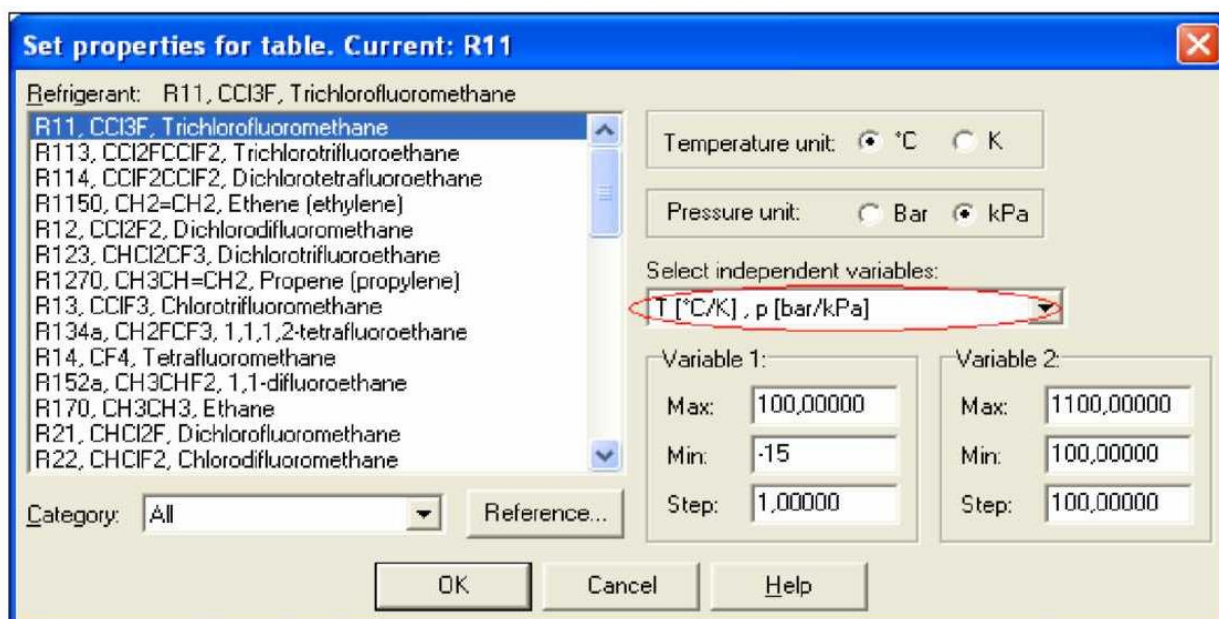 Set properties for table. Current: R11
Refrigerant: R11, CCl3F, Trichlorofluoromethane
R11, CCl3F, Trichlorofluoromethane
R113, CCl2FCClF2, Trichlorotrifluoroethane
R114, CClF2CClF2, Dichlorotetrafluoroethane
R1150, CH2=CH2, Ethene (ethylene)
R12, CCl2F2, Dichlorodifluoromethane
R123, CHCl2CF3, Dichlorotrifluoroethane
R1270, CH3CH=CH2, Propene (propylene)
R13, CClF3, Chlorotrifluoromethane
R134a, CH2FCF3, 1,1,1,2-tetrafluoroethane
R14, CF4, Tetrafluoromethane
R152a, CH3CHF2, 1,1-difluoroethane
R170, CH3CH3, Ethane
R21, CHCl2F, Dichlorofluoromethane
R22, CHClF2, Chlorodifluoromethane
Category: All
Reference...
Temperature unit: °C K
Pressure unit: Bar kPa
Select independent variables:
T [°C/K] , p [bar/kPa]
Variable 1:
Max: 100,00000
Min: -15
Step: 1,00000
Variable 2:
Max: 1100,00000
Min: 100,00000
Step: 100,00000
OK Cancel Help